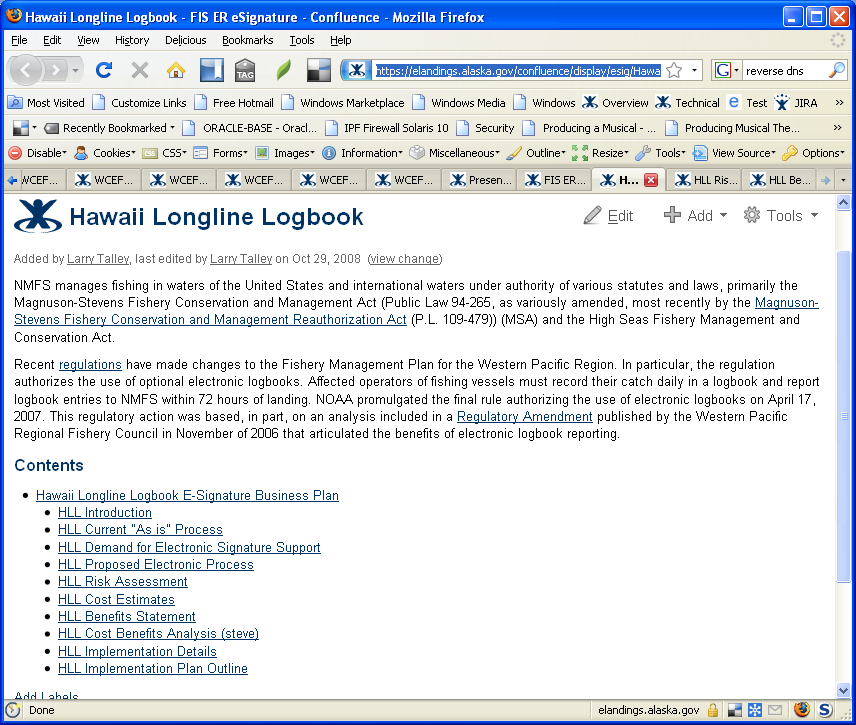 Hawaii Longline Logbook - FIS ER eSignature - Confluence - Mozilla Firefox
File Edit View History Delicious Bookmarks Tools Help
TAG https://elandings.alaska.gov/confluence/display/esig/Hawa G reverse dns
Most Visited Customize Links Free Hotmail Windows Marketplace Windows Media Windows Overview Technical Test JIRA »
Recently Bookmarked ORACLE-BASE - Oracl... IPF Firewall Solaris 10 Security Producing a Musical - ... Producing Musical The... »
Disable Cookies CSS Forms Images Information Miscellaneous Outline Resize Tools View Source Options
WCEF... WCEF... WCEF... WCEF... WCEF... WCEF... Presen... FIS ER... H... HLL Ris... HLL Be...
Hawaii Longline Logbook Edit Add Tools
Added by Larry Talley, last edited by Larry Talley on Oct 29, 2008 (view change)
NMFS manages fishing in waters of the United States and international waters under authority of various statutes and laws, primarily the
Magnuson-Stevens Fishery Conservation and Management Act (Public Law 94-265, as variously amended, most recently by the Magnuson-
Stevens Fishery Conservation and Management Reauthorization Act (P.L. 109-479)) (MSA) and the High Seas Fishery Management and
Conservation Act.
Recent regulations have made changes to the Fishery Management Plan for the Western Pacific Region. In particular, the regulation
authorizes the use of optional electronic logbooks. Affected operators of fishing vessels must record their catch daily in a logbook and report
logbook entries to NMFS within 72 hours of landing. NOAA promulgated the final rule authorizing the use of electronic logbooks on April 17,
2007. This regulatory action was based, in part, on an analysis included in a Regulatory Amendment published by the Western Pacific
Regional Fishery Council in November of 2006 that articulated the benefits of electronic logbook reporting.
Contents
Hawaii Longline Logbook E-Signature Business Plan
HLL Introduction
HLL Current "As is" Process
HLL Demand for Electronic Signature Support
HLL Proposed Electronic Process
HLL Risk Assessment
HLL Cost Estimates
HLL Benefits Statement
HLL Cost Benefits Analysis (steve)
HLL Implementation Details
HLL Implementation Plan Outline
Add Labels
Done elandings.alaska.gov S